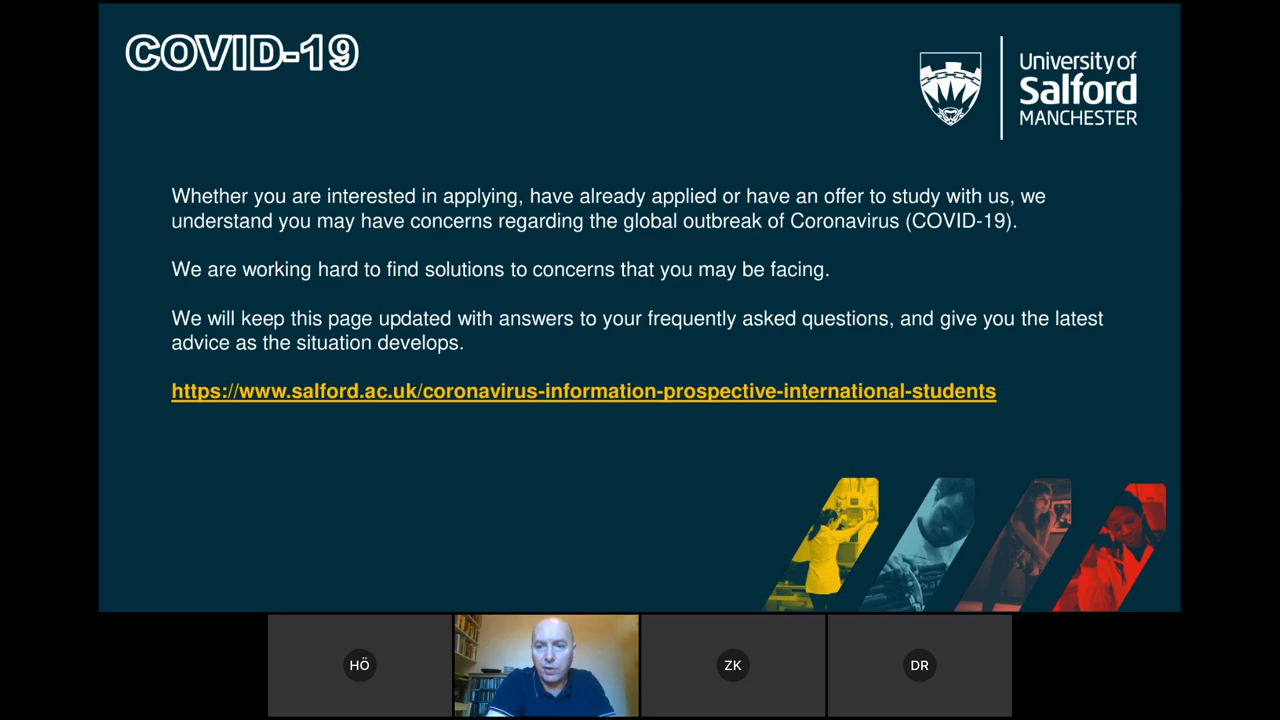 COVID-19
University of
Salford
MANCHESTER
Whether you are interested in applying, have already applied or have an offer to study with us, we
understand you may have concerns regarding the global outbreak of Coronavirus (COVID-19).
We are working hard to find solutions to concerns that you may be facing.
We will keep this page updated with answers to your frequently asked questions, and give you the latest
advice as the situation develops.
https://www.salford.ac.uk/coronavirus-information-prospective-international-students
HÖ
ZK
DR